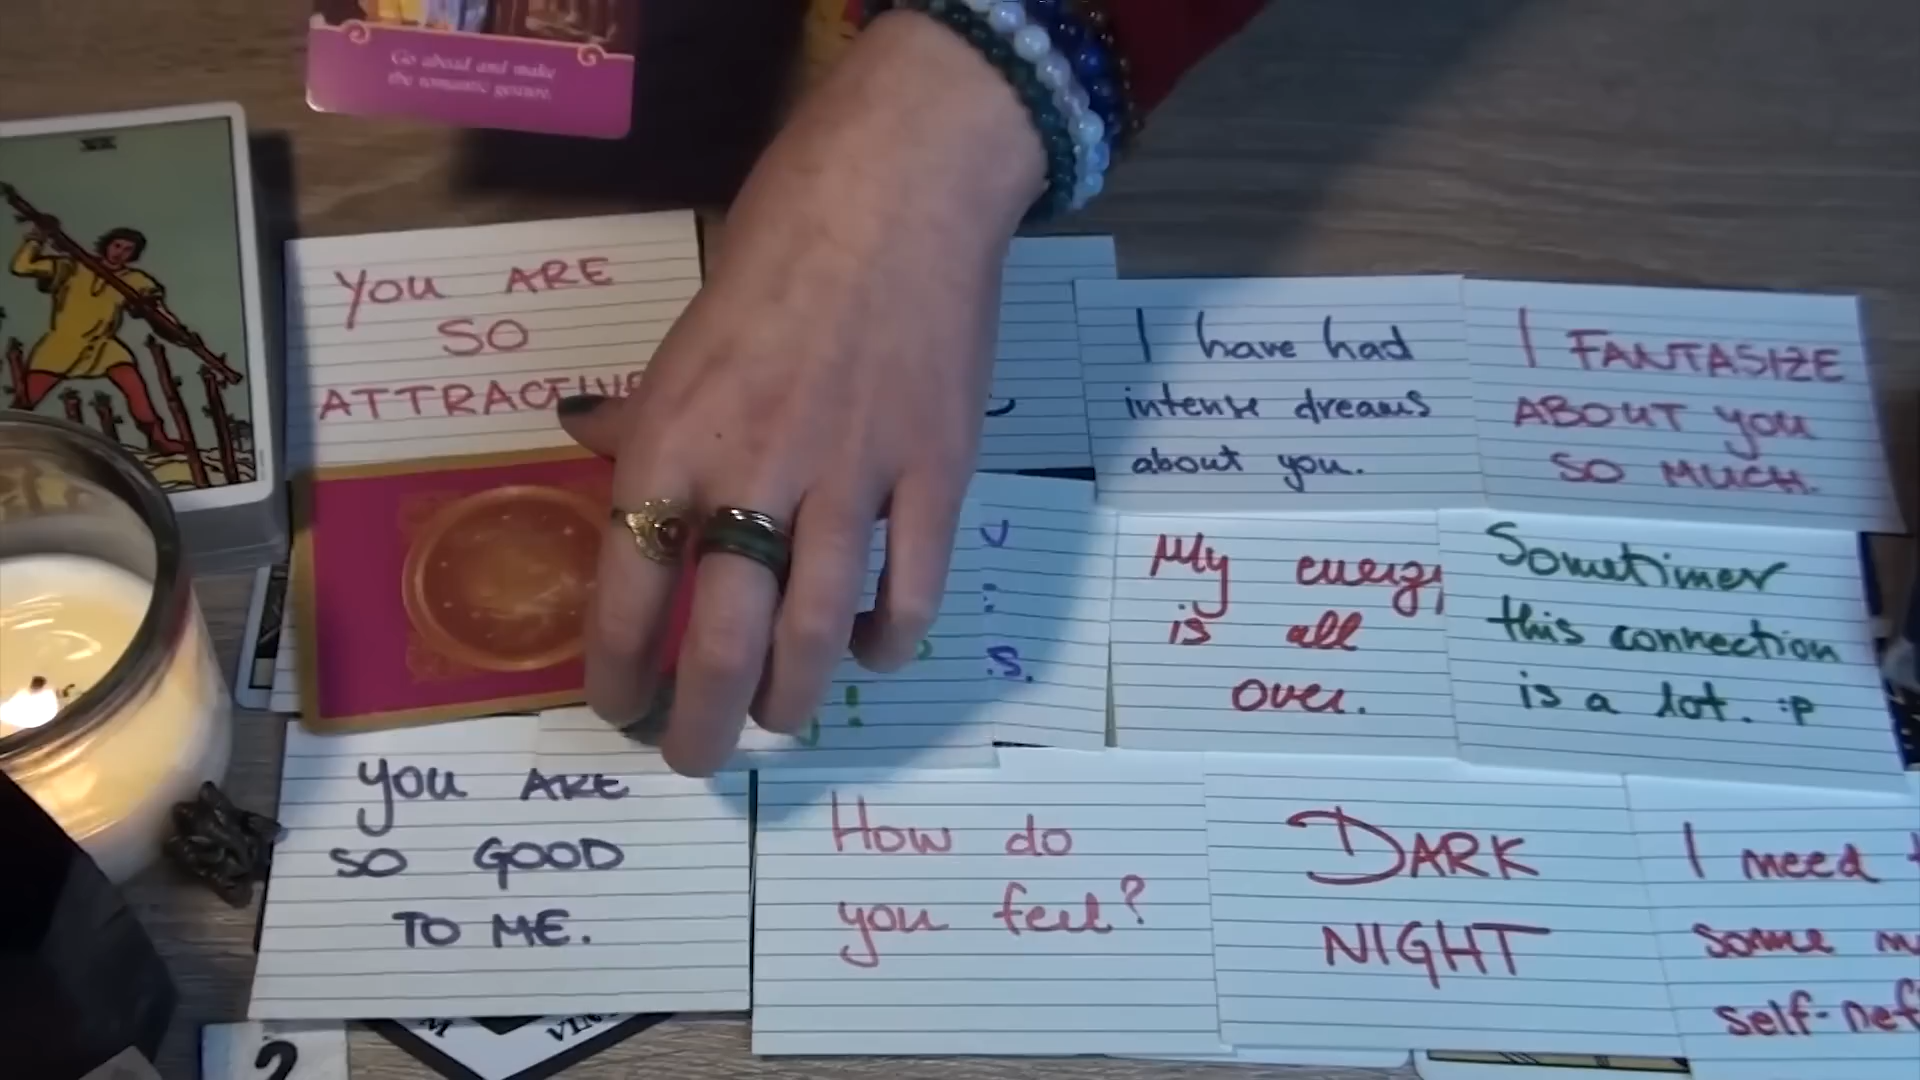 Go ahead and make
the romantic gesture.
VII
YOU ARE
SO
I have had
intense dreams
about you.
I FANTASIZE
ABOUT you
SO MUCH.
My
is all
over.
Sometimes
this connection
is a lot. :P
you ARE
SO GOOD
TO ME.
How do
you feel?
DARK
NIGHT
I need
some
2